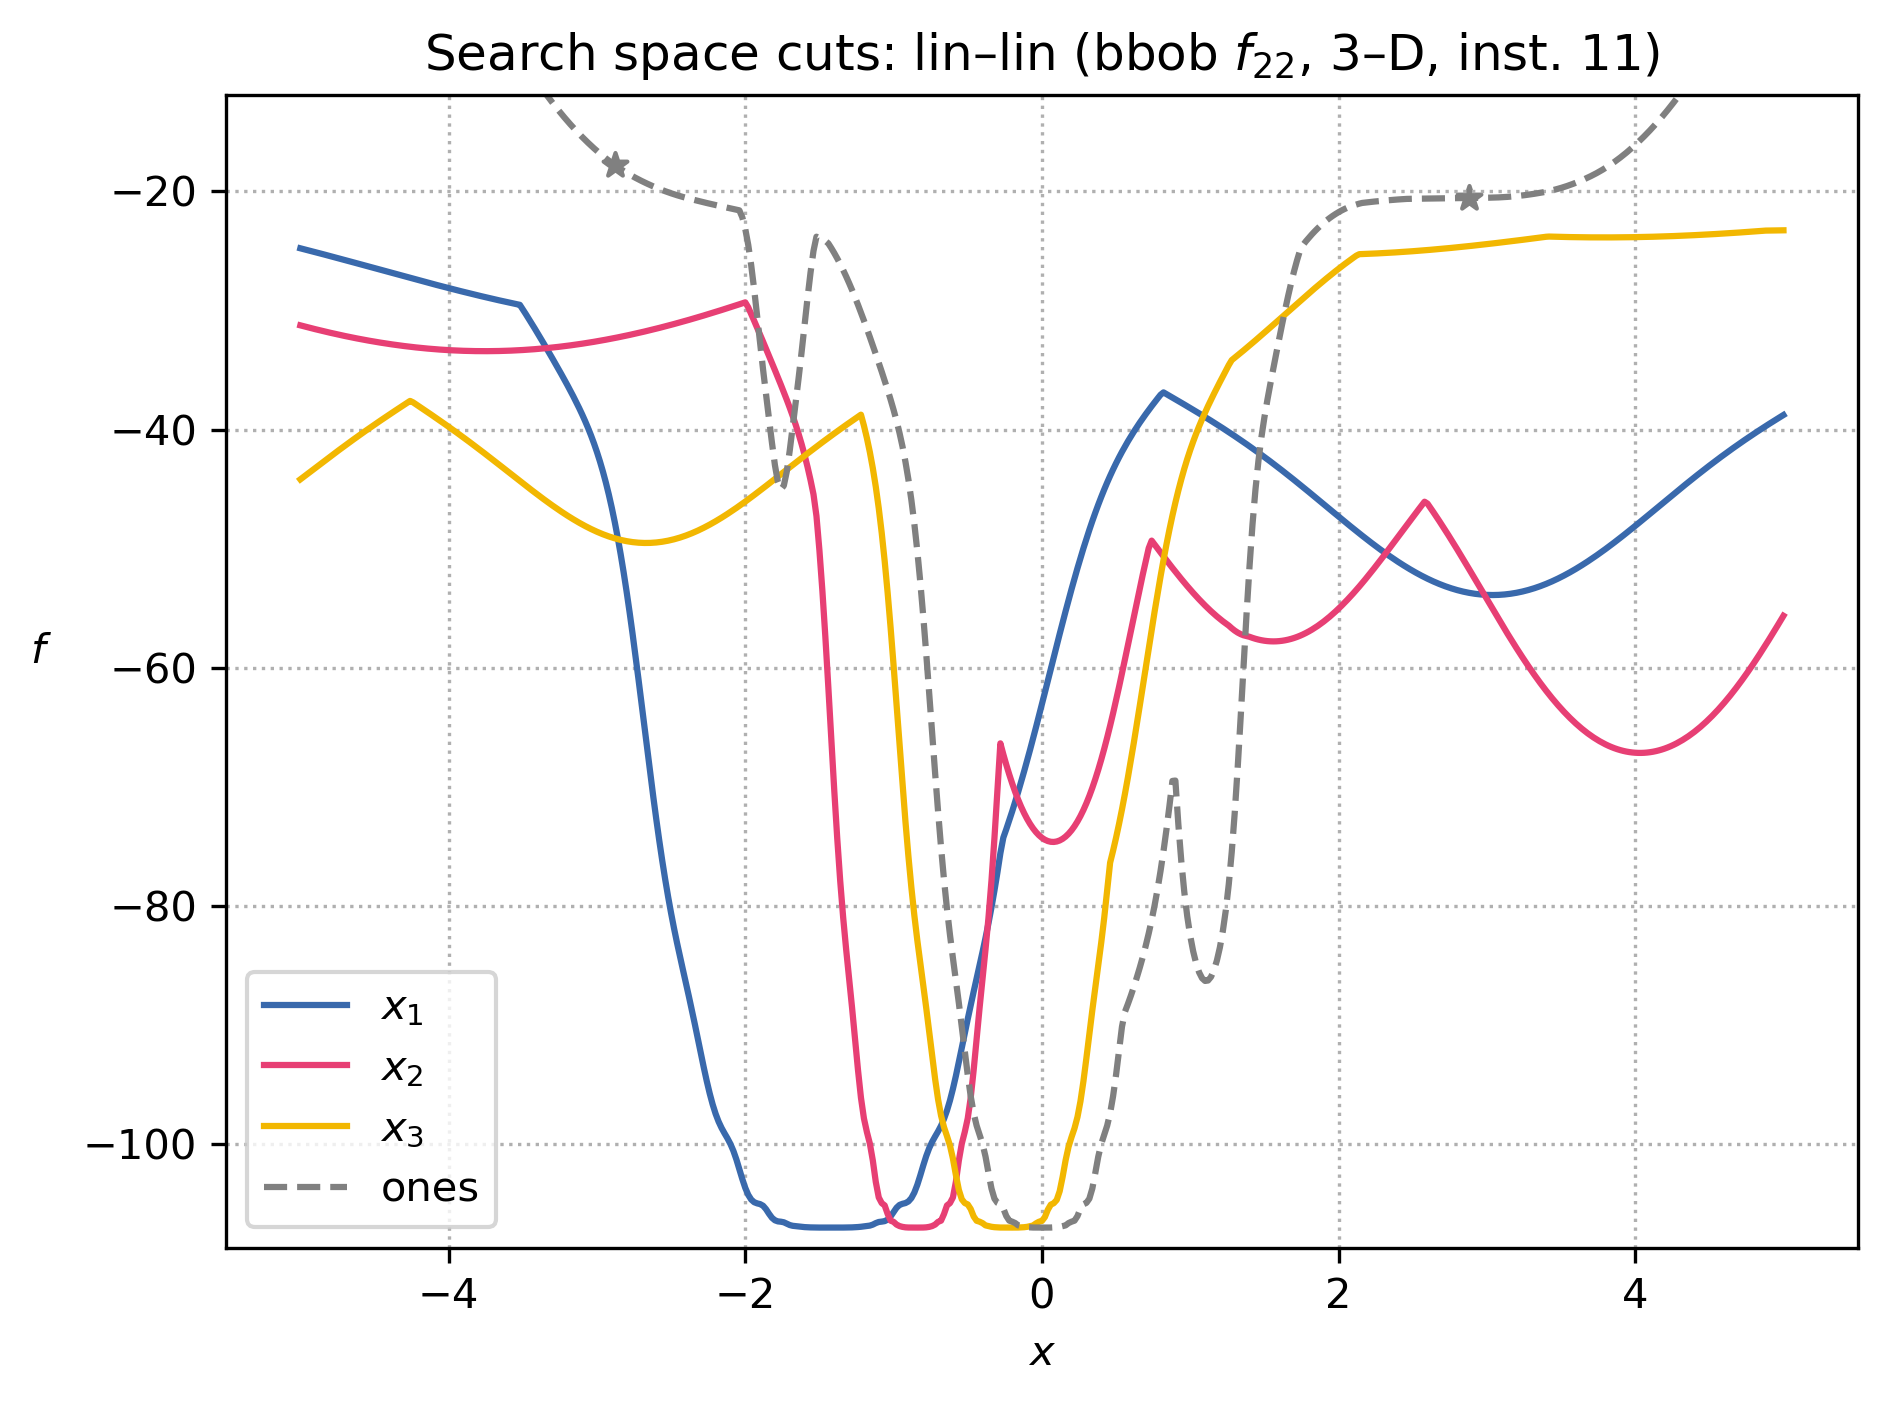 Search space cuts: lin–lin (bbob f₂₂, 3–D, inst. 11)
−20
−40
f
−60
−80
−100
x₁
x₂
x₃
ones
−4 −2 0 2 4
x